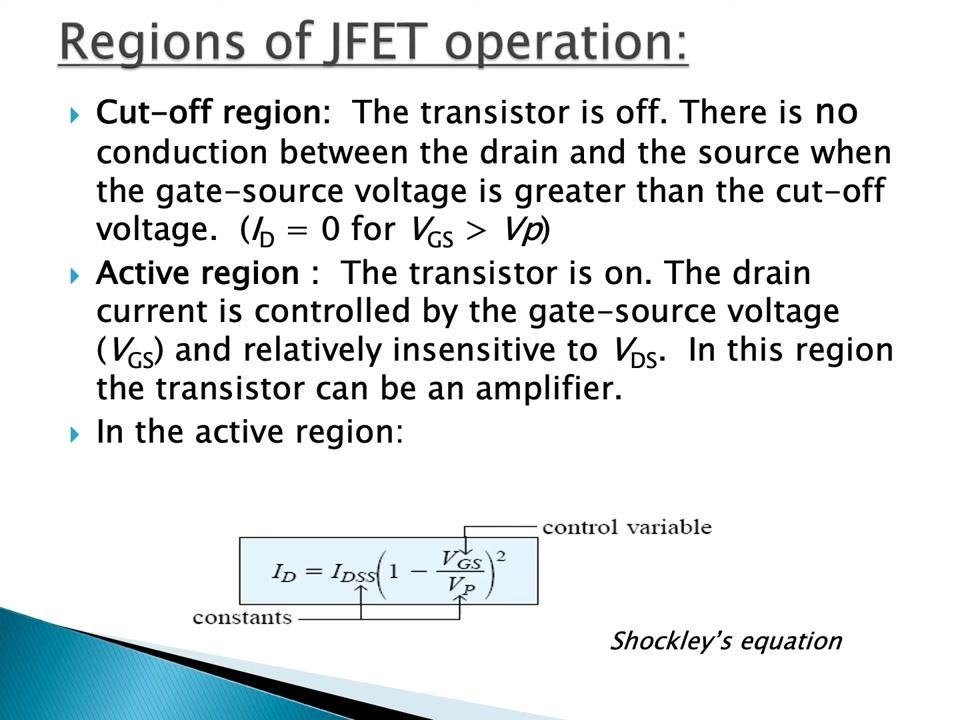 Regions of JFET operation:
Cut-off region: The transistor is off. There is no
conduction between the drain and the source when
the gate-source voltage is greater than the cut-off
voltage. (I_D = 0 for V_GS > Vp)
Active region : The transistor is on. The drain
current is controlled by the gate-source voltage
(V_GS) and relatively insensitive to V_DS. In this region
the transistor can be an amplifier.
In the active region:
control variable
I_D = I_DSS(1 − V_GS/V_P)²
constants
Shockley's equation